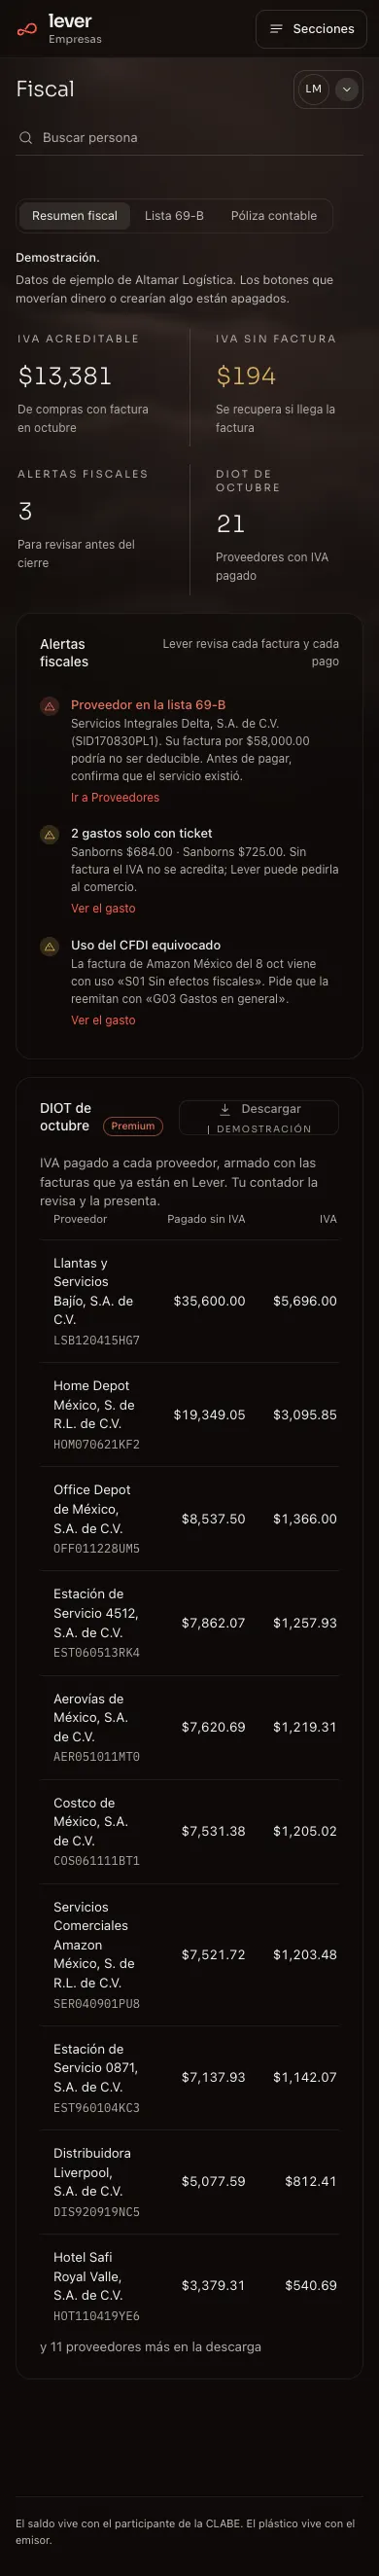 lever
Empresas
Secciones
Fiscal
LM
Buscar persona
Resumen fiscal
Lista 69-B
Póliza contable
Demostración.
Datos de ejemplo de Altamar Logística. Los botones que
moverían dinero o crearían algo están apagados.
IVA ACREDITABLE
$13,381
De compras con factura
en octubre
IVA SIN FACTURA
$194
Se recupera si llega la
factura
ALERTAS FISCALES
3
Para revisar antes del
cierre
DIOT DE
OCTUBRE
21
Proveedores con IVA
pagado
Alertas
fiscales
Lever revisa cada factura y cada
pago
Proveedor en la lista 69-B
Servicios Integrales Delta, S.A. de C.V.
(SID170830PL1). Su factura por $58,000.00
podría no ser deducible. Antes de pagar,
confirma que el servicio existió.
Ir a Proveedores
2 gastos solo con ticket
Sanborns $684.00 · Sanborns $725.00. Sin
factura el IVA no se acredita; Lever puede pedirla
al comercio.
Ver el gasto
Uso del CFDI equivocado
La factura de Amazon México del 8 oct viene
con uso «S01 Sin efectos fiscales». Pide que la
reemitan con «G03 Gastos en general».
Ver el gasto
DIOT de
octubre
Premium
Descargar
| DEMOSTRACIÓN
IVA pagado a cada proveedor, armado con las
facturas que ya están en Lever. Tu contador la
revisa y la presenta.
Proveedor Pagado sin IVA IVA
Llantas y
Servicios
Bajío, S.A. de
C.V.
LSB120415HG7
$35,600.00 $5,696.00
Home Depot
México, S. de
R.L. de C.V.
HOM070621KF2
$19,349.05 $3,095.85
Office Depot
de México,
S.A. de C.V.
OFF011228UM5
$8,537.50 $1,366.00
Estación de
Servicio 4512,
S.A. de C.V.
EST060513RK4
$7,862.07 $1,257.93
Aerovías de
México, S.A.
de C.V.
AER051011MT0
$7,620.69 $1,219.31
Costco de
México, S.A.
de C.V.
COS061111BT1
$7,531.38 $1,205.02
Servicios
Comerciales
Amazon
México, S. de
R.L. de C.V.
SER040901PU8
$7,521.72 $1,203.48
Estación de
Servicio 0871,
S.A. de C.V.
EST960104KC3
$7,137.93 $1,142.07
Distribuidora
Liverpool,
S.A. de C.V.
DIS920919NC5
$5,077.59 $812.41
Hotel Safi
Royal Valle,
S.A. de C.V.
HOT110419YE6
$3,379.31 $540.69
y 11 proveedores más en la descarga
El saldo vive con el participante de la CLABE. El plástico vive con el
emisor.